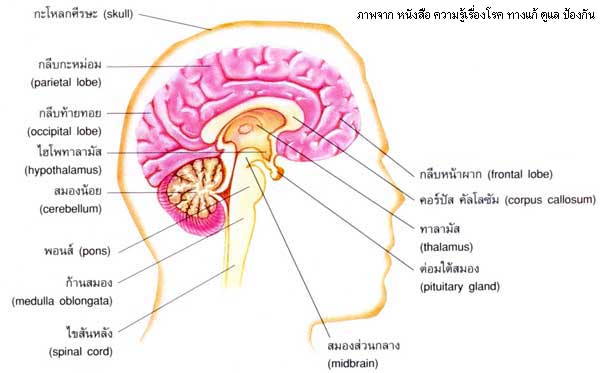 ภาพจาก หนังสือ ความรู้เรื่องโรค ทางแก้ ดูแล ป้องกัน
กะโหลกศีรษะ (skull)
กลีบกะหม่อม
(parietal lobe)
กลีบท้ายทอย
(occipital lobe)
ไฮโพทาลามัส
(hypothalamus)
สมองน้อย
(cerebellum)
พอนส์ (pons)
ก้านสมอง
(medulla oblongata)
ไขสันหลัง
(spinal cord)
กลีบหน้าผาก (frontal lobe)
คอร์ปัส คัลโลซัม (corpus callosum)
ทาลามัส
(thalamus)
ต่อมใต้สมอง
(pituitary gland)
สมองส่วนกลาง
(midbrain)